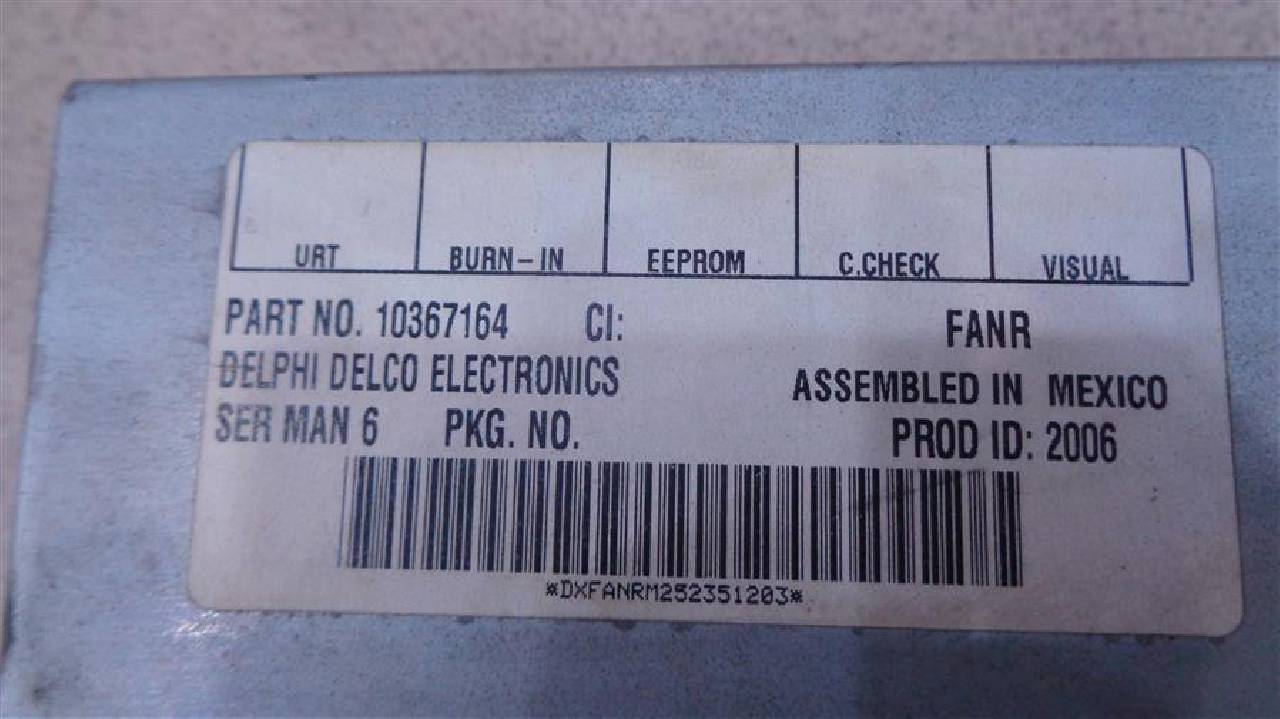 URT BURN-IN EEPROM C.CHECK VISUAL
PART NO. 10367164 CI: FANR
DELPHI DELCO ELECTRONICS ASSEMBLED IN MEXICO
SER MAN 6 PKG. NO. PROD ID: 2006
*DXFANRM252351203*